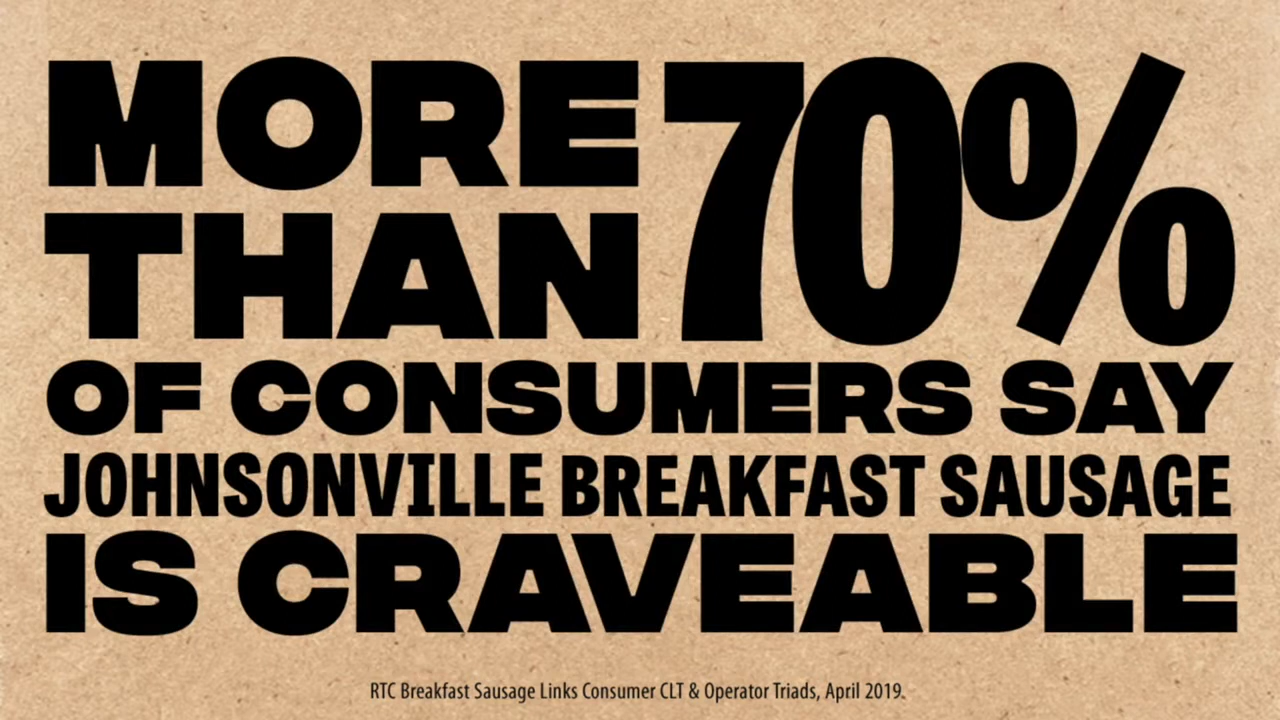 MORE
THAN 70%
OF CONSUMERS SAY
JOHNSONVILLE BREAKFAST SAUSAGE
IS CRAVEABLE
RTC Breakfast Sausage Links Consumer CLT & Operator Triads, April 2019.